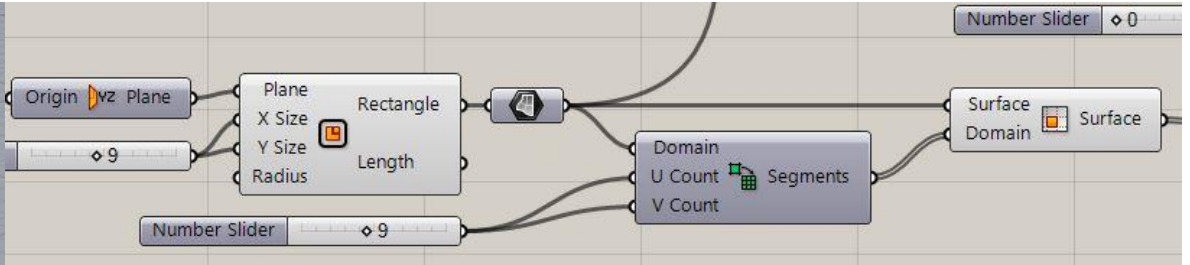 Number Slider 0
Origin YZ Plane
Plane
X Size
Y Size
Radius
Rectangle
Length
9
Number Slider 9
Domain
U Count
V Count
Segments
Surface
Domain
Surface